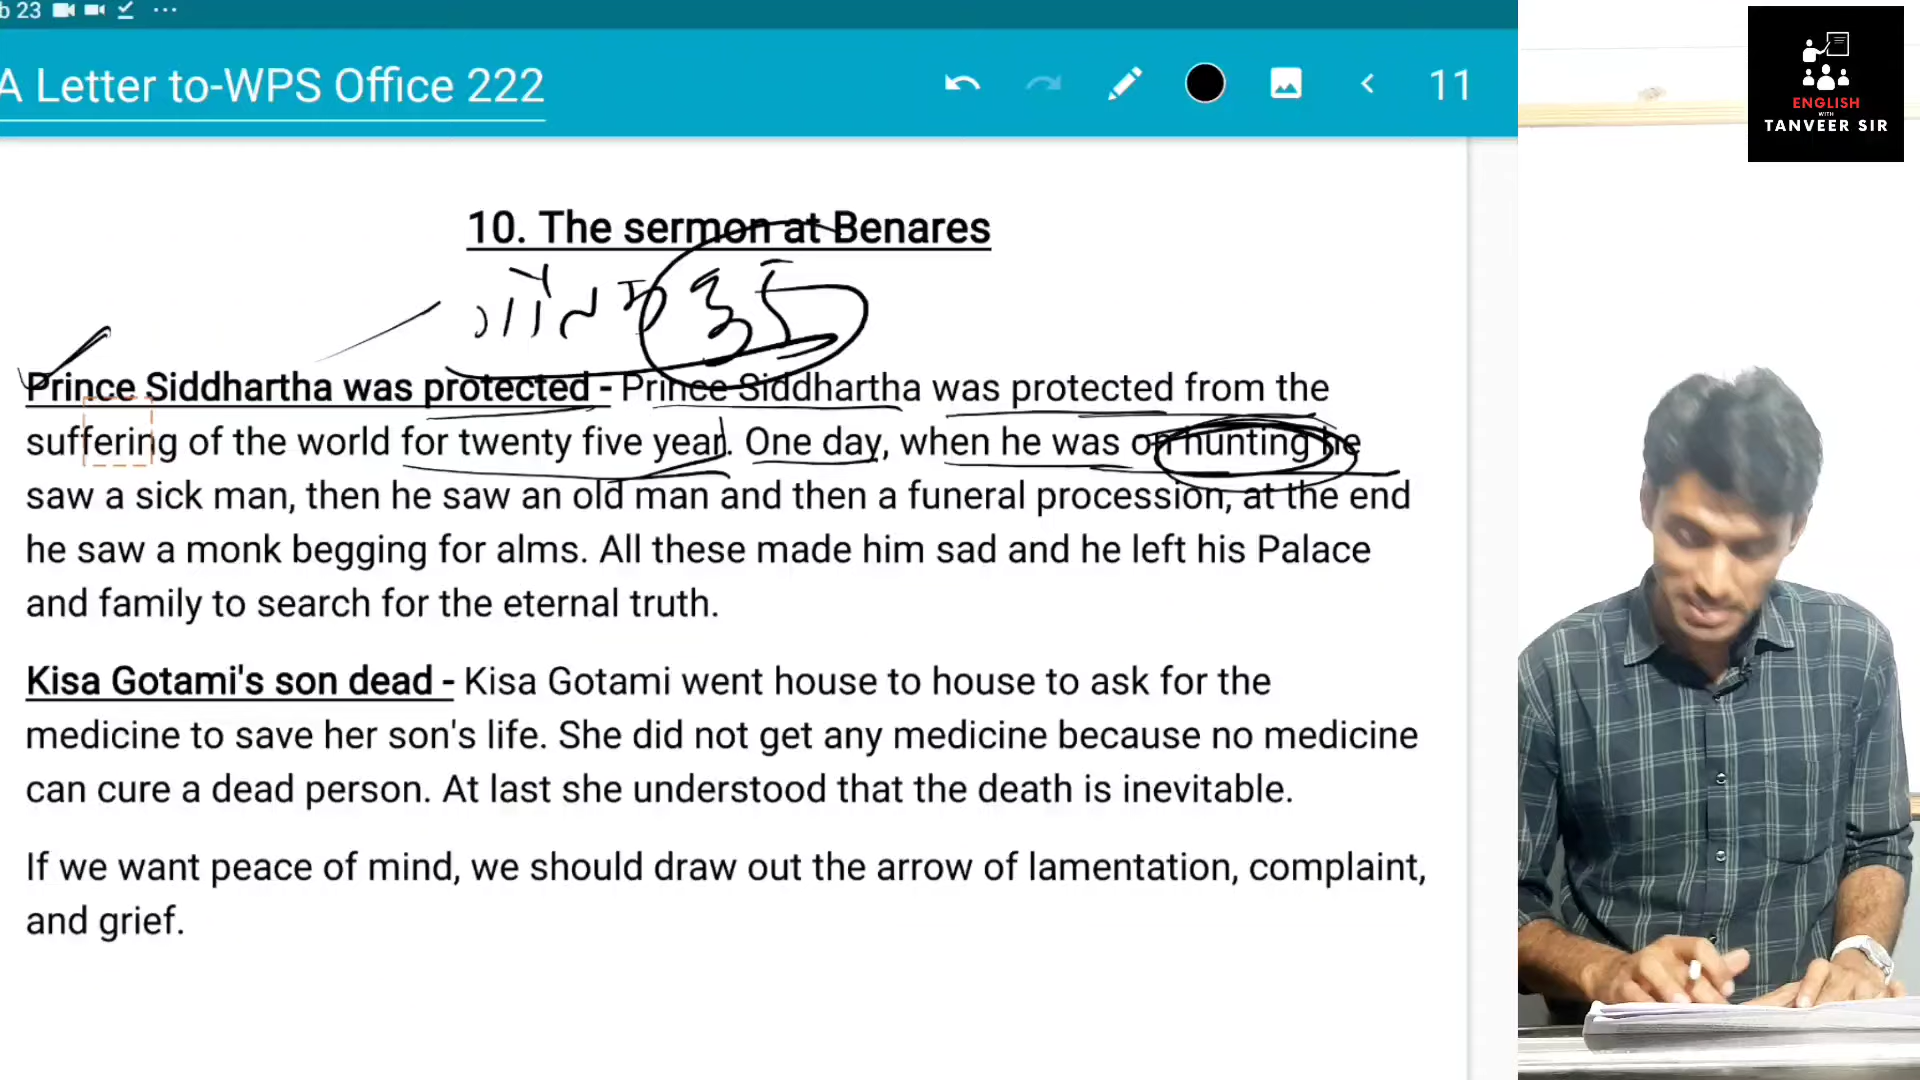 b 23
A Letter to-WPS Office 222
11
ENGLISH
WITH
TANVEER SIR
10. The sermon at Benares
35
Prince Siddhartha was protected - Prince Siddhartha was protected from the
suffering of the world for twenty five year. One day, when he was on hunting he
saw a sick man, then he saw an old man and then a funeral procession, at the end
he saw a monk begging for alms. All these made him sad and he left his Palace
and family to search for the eternal truth.
Kisa Gotami's son dead - Kisa Gotami went house to house to ask for the
medicine to save her son's life. She did not get any medicine because no medicine
can cure a dead person. At last she understood that the death is inevitable.
If we want peace of mind, we should draw out the arrow of lamentation, complaint,
and grief.